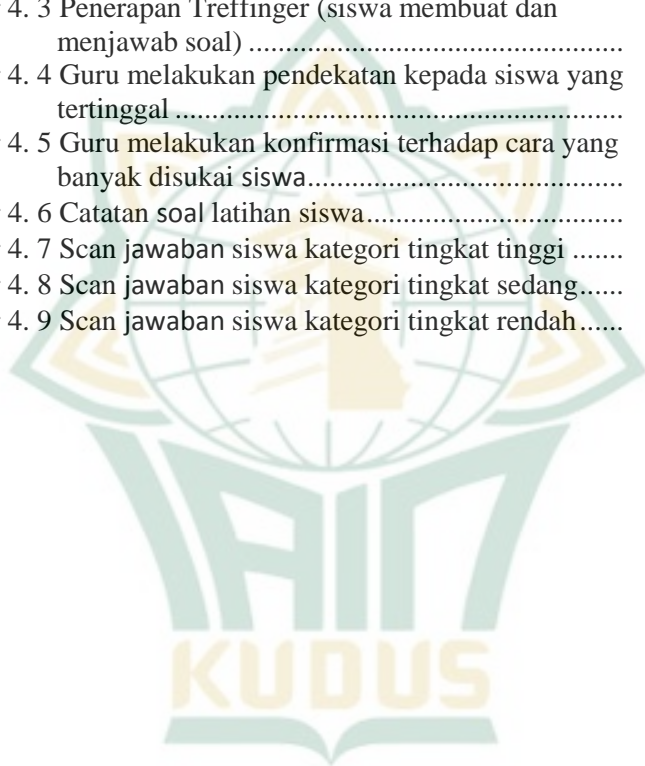 4. 3 Penerapan Treffinger (siswa membuat dan
menjawab soal) ...................................................
4. 4 Guru melakukan pendekatan kepada siswa yang
tertinggal .............................................................
4. 5 Guru melakukan konfirmasi terhadap cara yang
banyak disukai siswa...........................................
4. 6 Catatan soal latihan siswa...................................
4. 7 Scan jawaban siswa kategori tingkat tinggi .......
4. 8 Scan jawaban siswa kategori tingkat sedang......
4. 9 Scan jawaban siswa kategori tingkat rendah......
IAIN
KUDUS